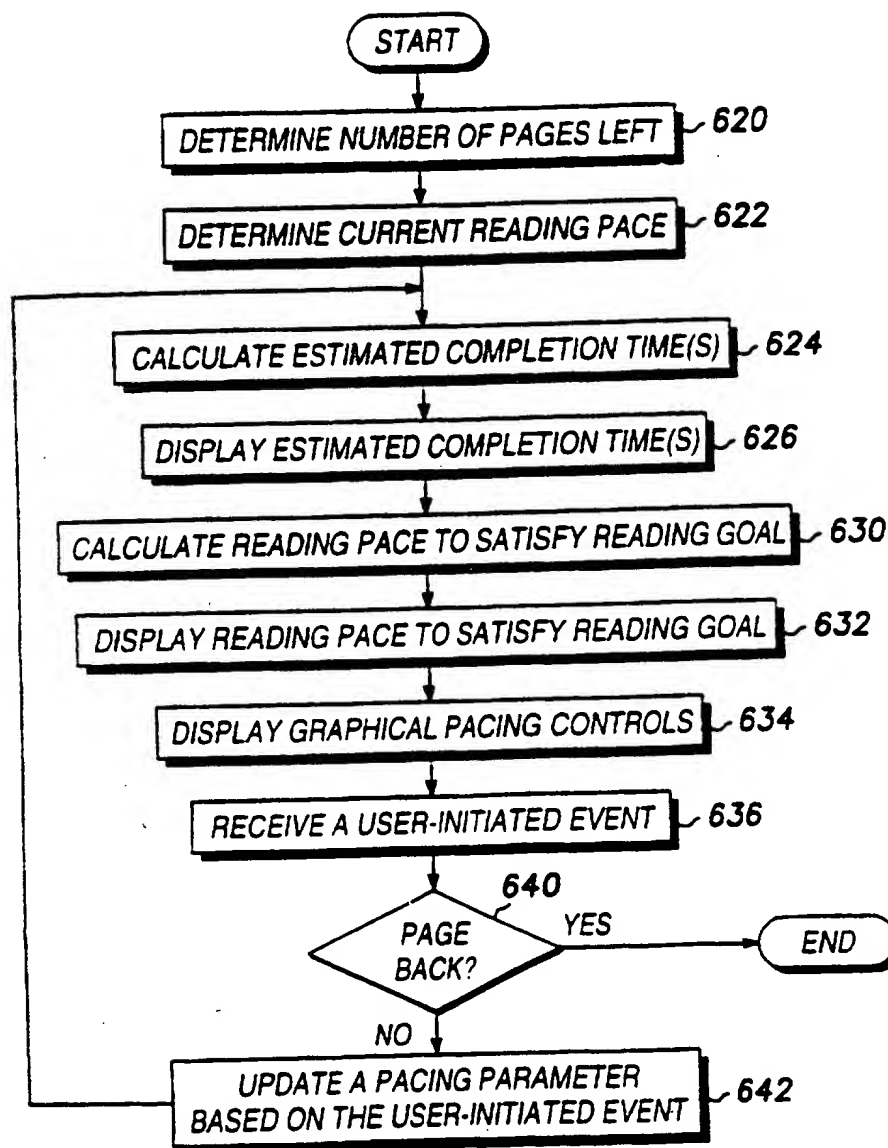 START
DETERMINE NUMBER OF PAGES LEFT 620
DETERMINE CURRENT READING PACE 622
CALCULATE ESTIMATED COMPLETION TIME(S) 624
DISPLAY ESTIMATED COMPLETION TIME(S) 626
CALCULATE READING PACE TO SATISFY READING GOAL 630
DISPLAY READING PACE TO SATISFY READING GOAL 632
DISPLAY GRAPHICAL PACING CONTROLS 634
RECEIVE A USER-INITIATED EVENT 636
640
PAGE
BACK?
YES
END
NO
UPDATE A PACING PARAMETER
BASED ON THE USER-INITIATED EVENT 642